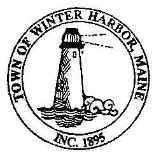 TOWN OF WINTER HARBOR, MAINE
INC. 1895